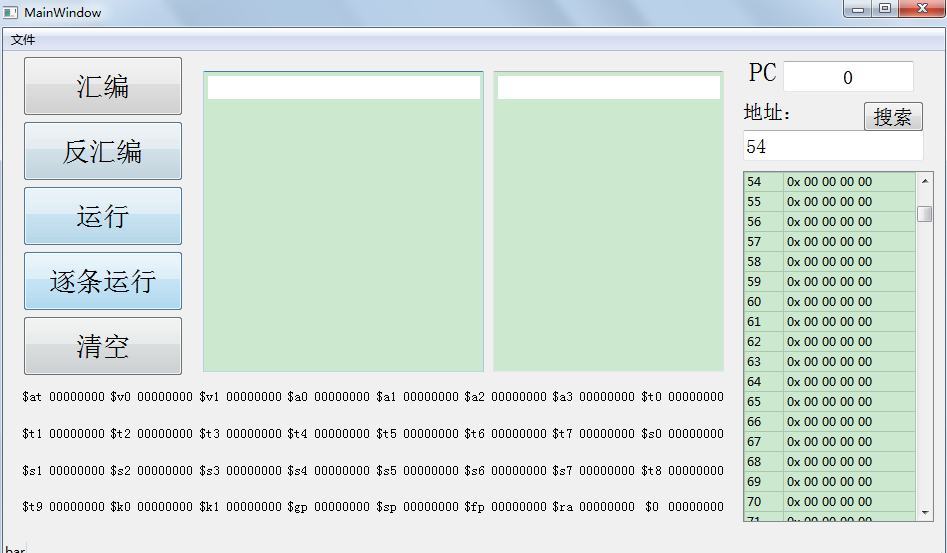 MainWindow
文件
汇编
反汇编
运行
逐条运行
清空
PC 0
地址: 搜索
54
54 0x 00 00 00 00
55 0x 00 00 00 00
56 0x 00 00 00 00
57 0x 00 00 00 00
58 0x 00 00 00 00
59 0x 00 00 00 00
60 0x 00 00 00 00
61 0x 00 00 00 00
62 0x 00 00 00 00
63 0x 00 00 00 00
64 0x 00 00 00 00
65 0x 00 00 00 00
66 0x 00 00 00 00
67 0x 00 00 00 00
68 0x 00 00 00 00
69 0x 00 00 00 00
70 0x 00 00 00 00
71 0x 00 00 00 00
$at 00000000 $v0 00000000 $v1 00000000 $a0 00000000 $a1 00000000 $a2 00000000 $a3 00000000 $t0 00000000
$t1 00000000 $t2 00000000 $t3 00000000 $t4 00000000 $t5 00000000 $t6 00000000 $t7 00000000 $s0 00000000
$s1 00000000 $s2 00000000 $s3 00000000 $s4 00000000 $s5 00000000 $s6 00000000 $s7 00000000 $t8 00000000
$t9 00000000 $k0 00000000 $k1 00000000 $gp 00000000 $sp 00000000 $fp 00000000 $ra 00000000 $0 00000000
bar